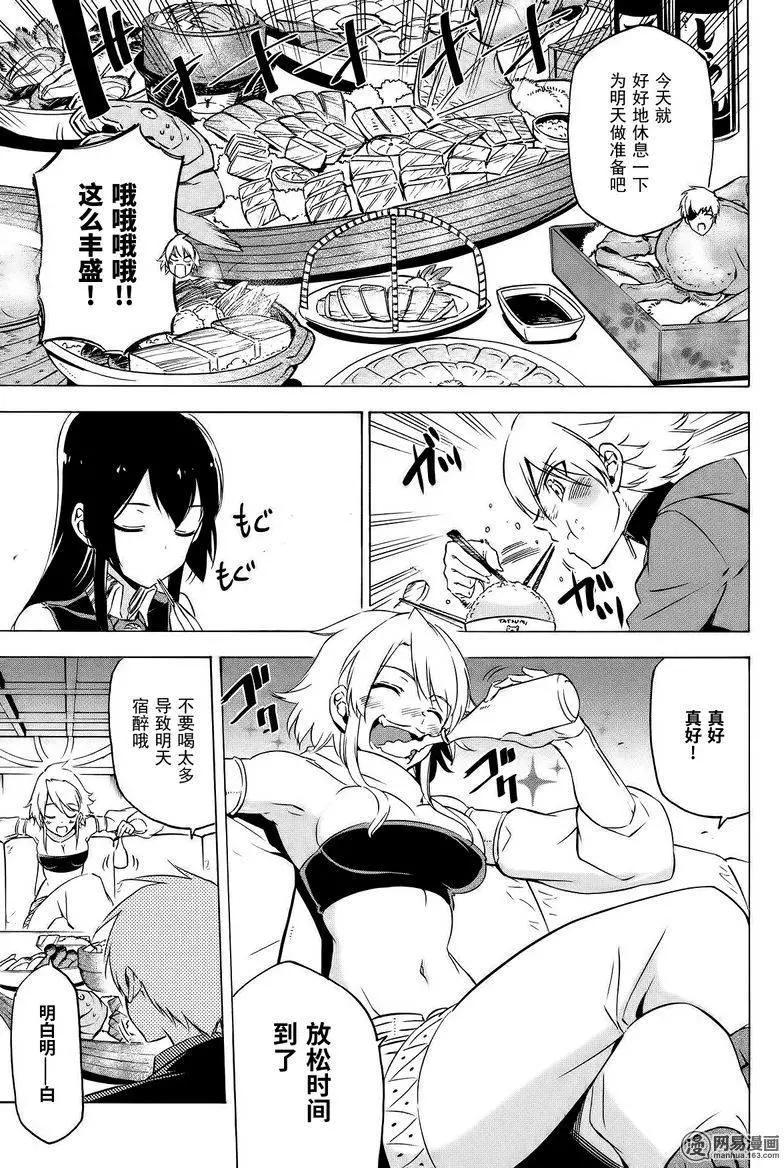 今天就
好好地休息一下
为明天做准备吧
哦哦哦哦!!
这么丰盛！
ガッ
ガッ
TATSUMI
もぐ
もぐ
真好
真好！
ゴク
ゴク
放松时间
到了
不要喝太多
导致明天
宿醉哦
明白明——白
漫
网易漫画
manhua.163.com